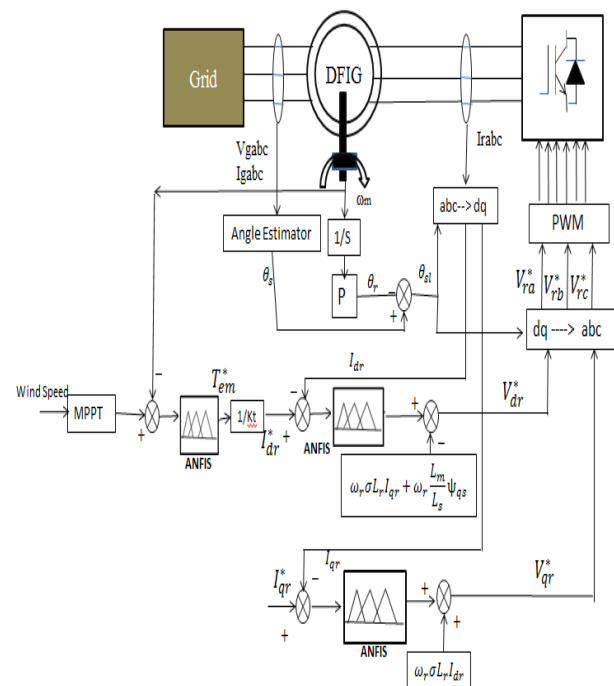 Grid
DFIG
Vgabc
Igabc
Irabc
ωm
abc-->dq
Angle Estimator
1/S
PWM
θs
P
θr
−
+
θsl
V*ra
V*rb
V*rc
dq ----> abc
Idr
Wind Speed
MPPT
−
+
T*em
ANFIS
1/Kt
I*dr
−
+
ANFIS
+
−
V*dr
ωrσLrIqr + ωr Lm/Ls ψqs
I*qr
Iqr
−
+
ANFIS
+
+
V*qr
ωrσLrIdr